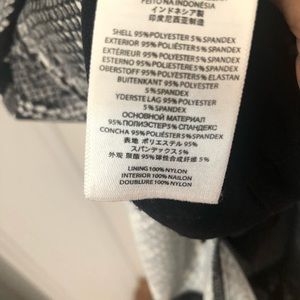 FEITO NA INDONÉSIA
インドネシア製
印度尼西亚制造
SHELL 95% POLYESTER 5% SPANDEX
EXTÉRIEUR 95% POLIÉSTER 5% SPANDEX
EXTERIOR 95% POLYESTER 5% SPANDEX
ESTERNO 95% POLIESTERE 5% SPANDEX
OBERSTOFF 95% POLYESTER 5% ELASTAN
BUITENKANT 95% POLYESTER
5% SPANDEX
YDERSTE LAG 95% POLYESTER
5% SPANDEX
ОСНОВНОЙ МАТЕРИАЛ
95% ПОЛИЭСТЕР 5% СПАНДЕКС
CONCHA 95% POLIÉSTER 5% SPANDEX
表地 ポリエステル 95%
スパンデックス 5%
外观 聚酯 95% 弹性合成纤维 5%
LINING 100% NYLON
INTERIOR 100% NAILON
DOUBLURE 100% NYLON